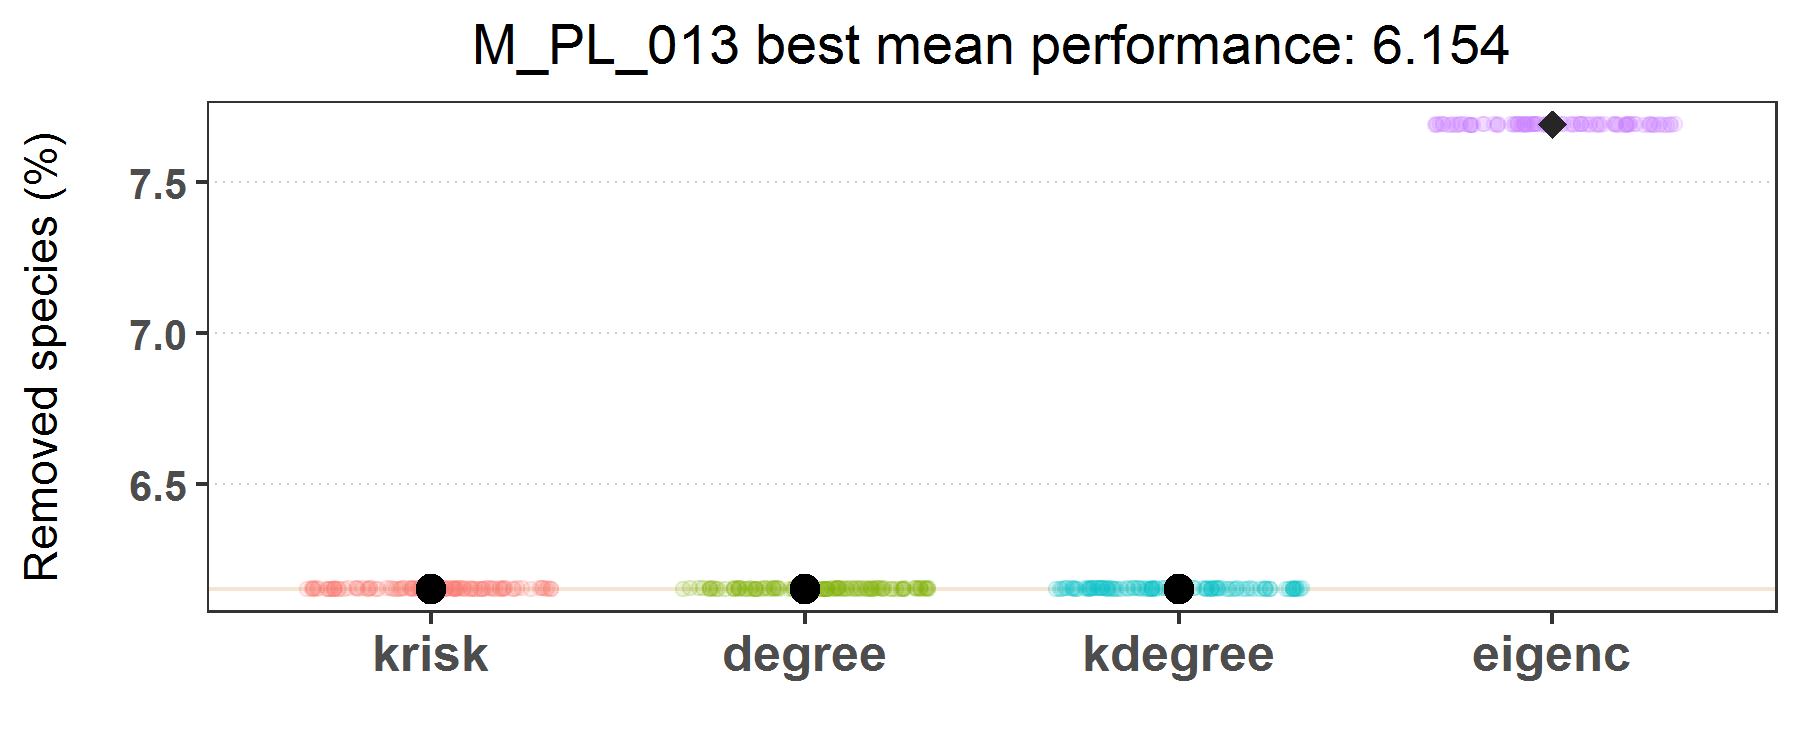 M_PL_013 best mean performance: 6.154
Removed species (%)
7.5
7.0
6.5
krisk degree kdegree eigenc